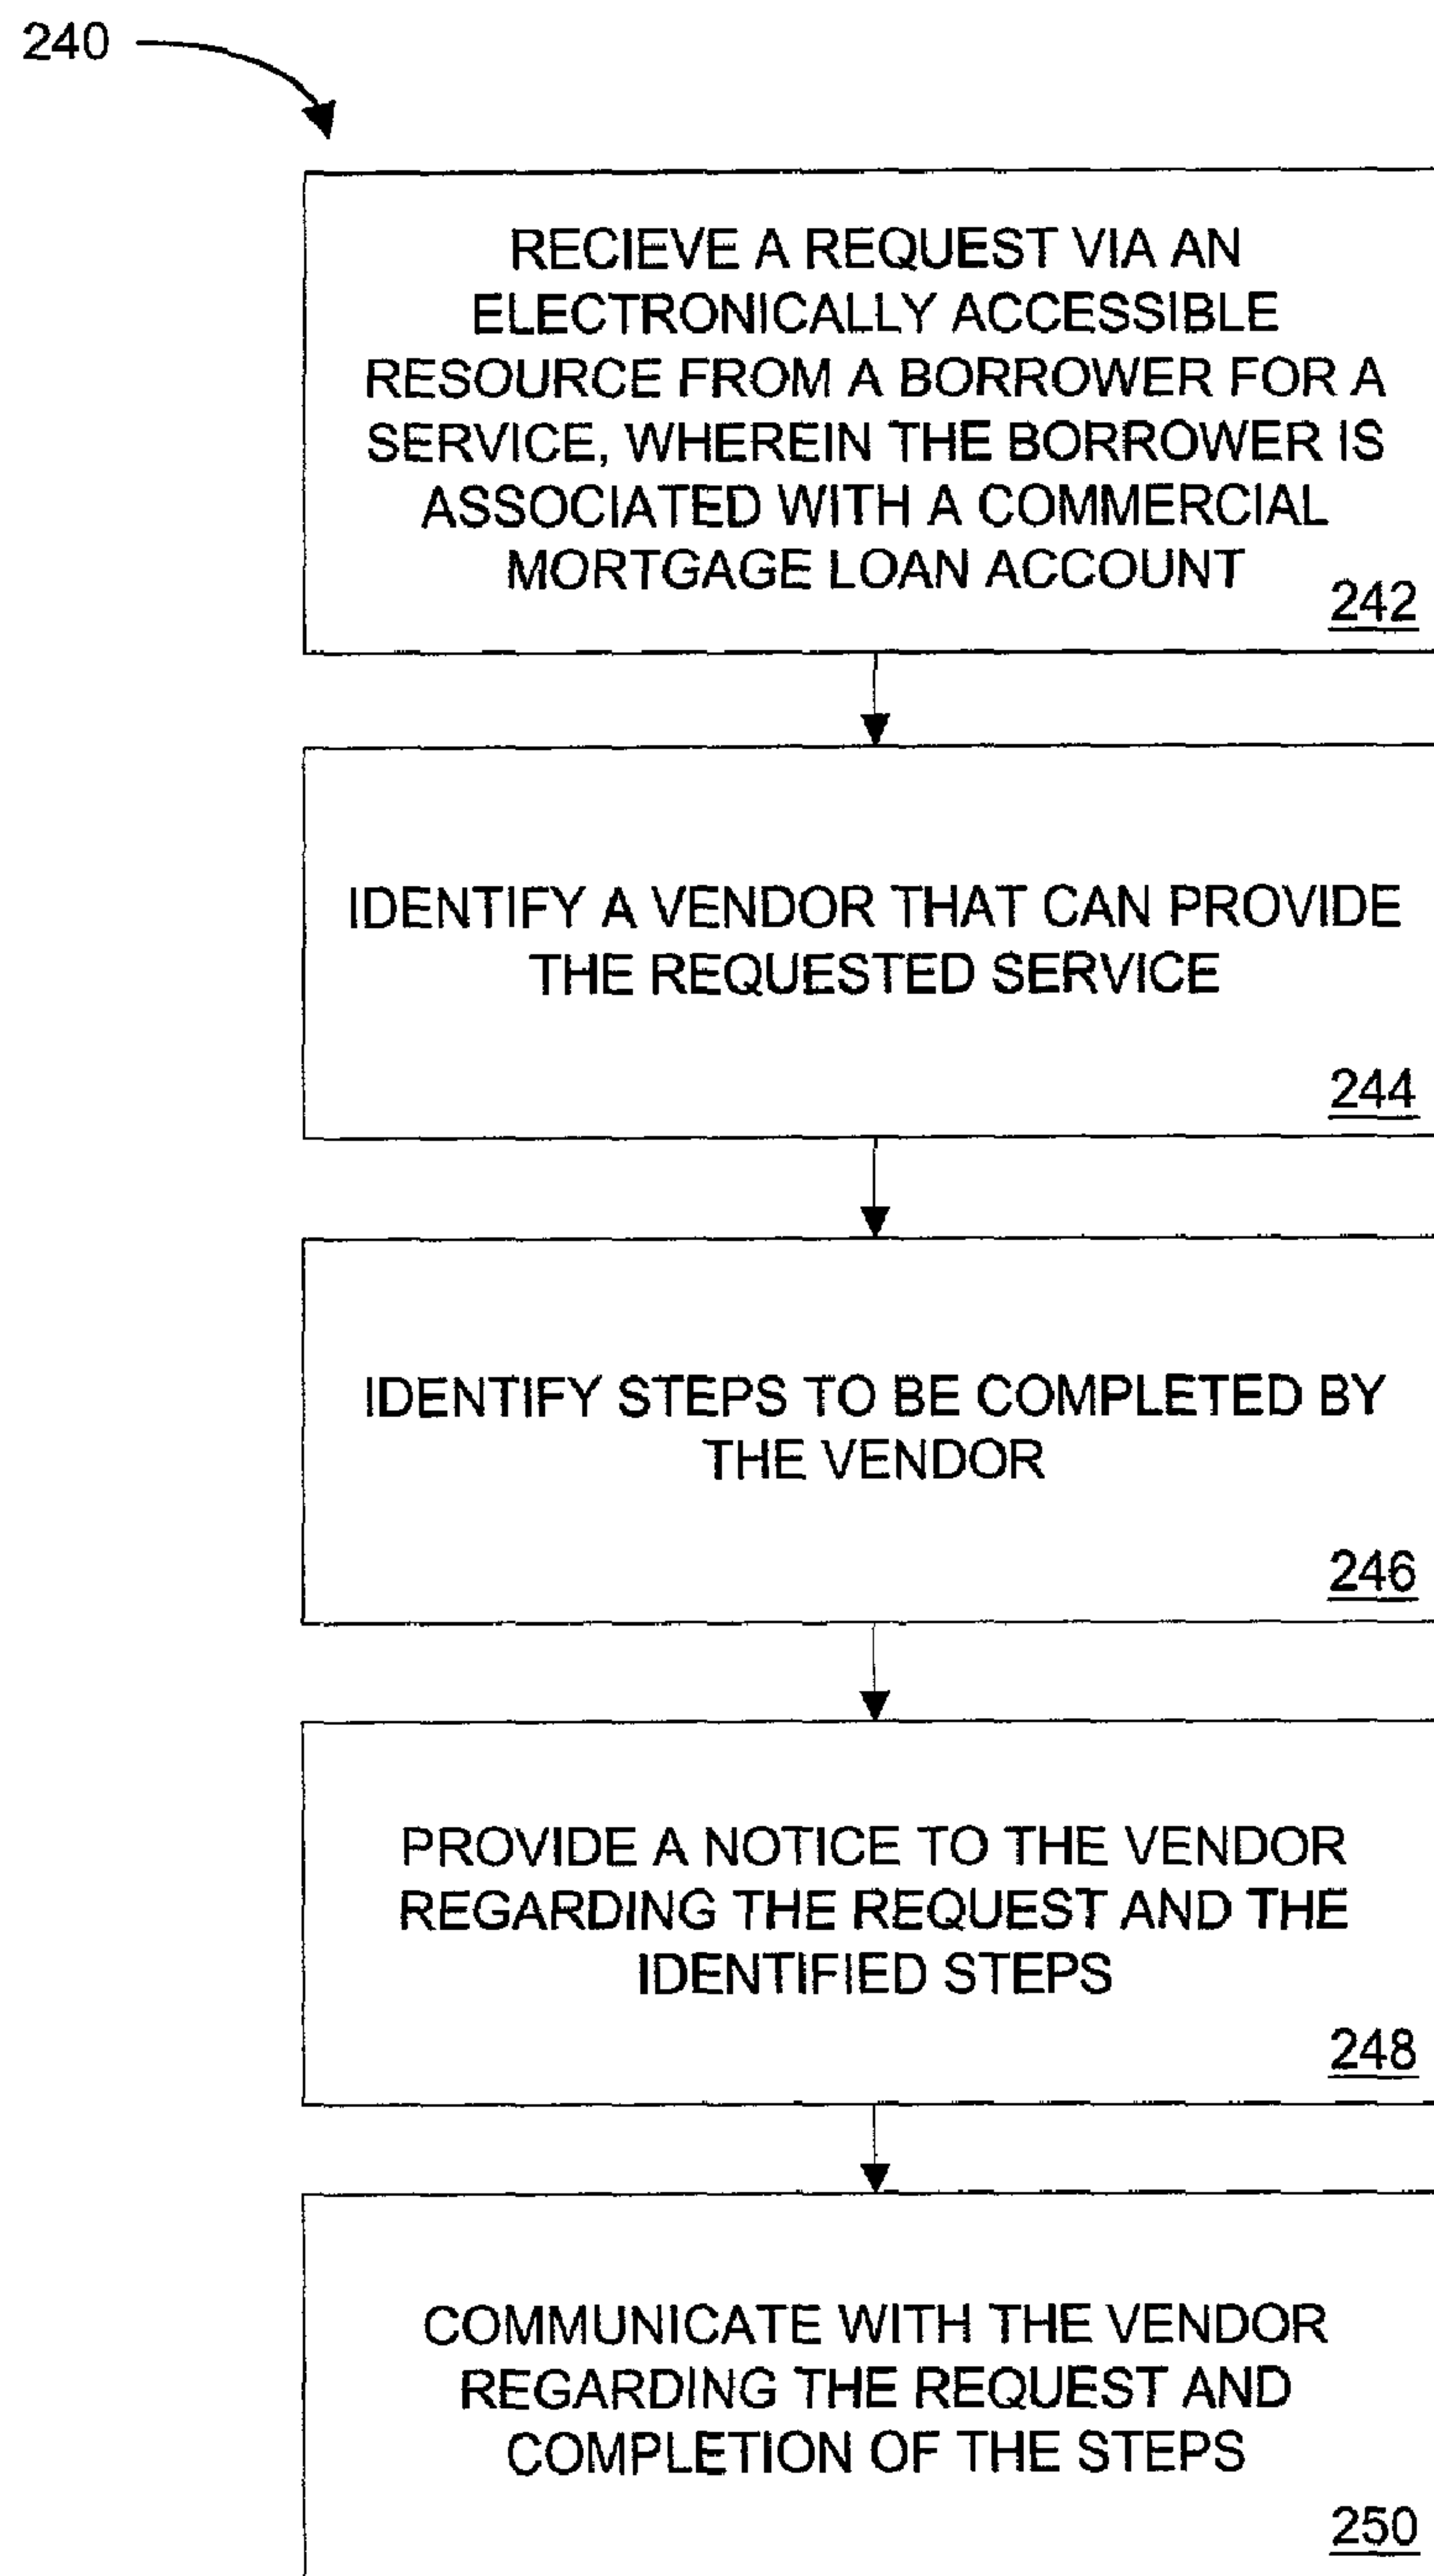 240
RECIEVE A REQUEST VIA AN
ELECTRONICALLY ACCESSIBLE
RESOURCE FROM A BORROWER FOR A
SERVICE, WHEREIN THE BORROWER IS
ASSOCIATED WITH A COMMERCIAL
MORTGAGE LOAN ACCOUNT
242
IDENTIFY A VENDOR THAT CAN PROVIDE
THE REQUESTED SERVICE
244
IDENTIFY STEPS TO BE COMPLETED BY
THE VENDOR
246
PROVIDE A NOTICE TO THE VENDOR
REGARDING THE REQUEST AND THE
IDENTIFIED STEPS
248
COMMUNICATE WITH THE VENDOR
REGARDING THE REQUEST AND
COMPLETION OF THE STEPS
250